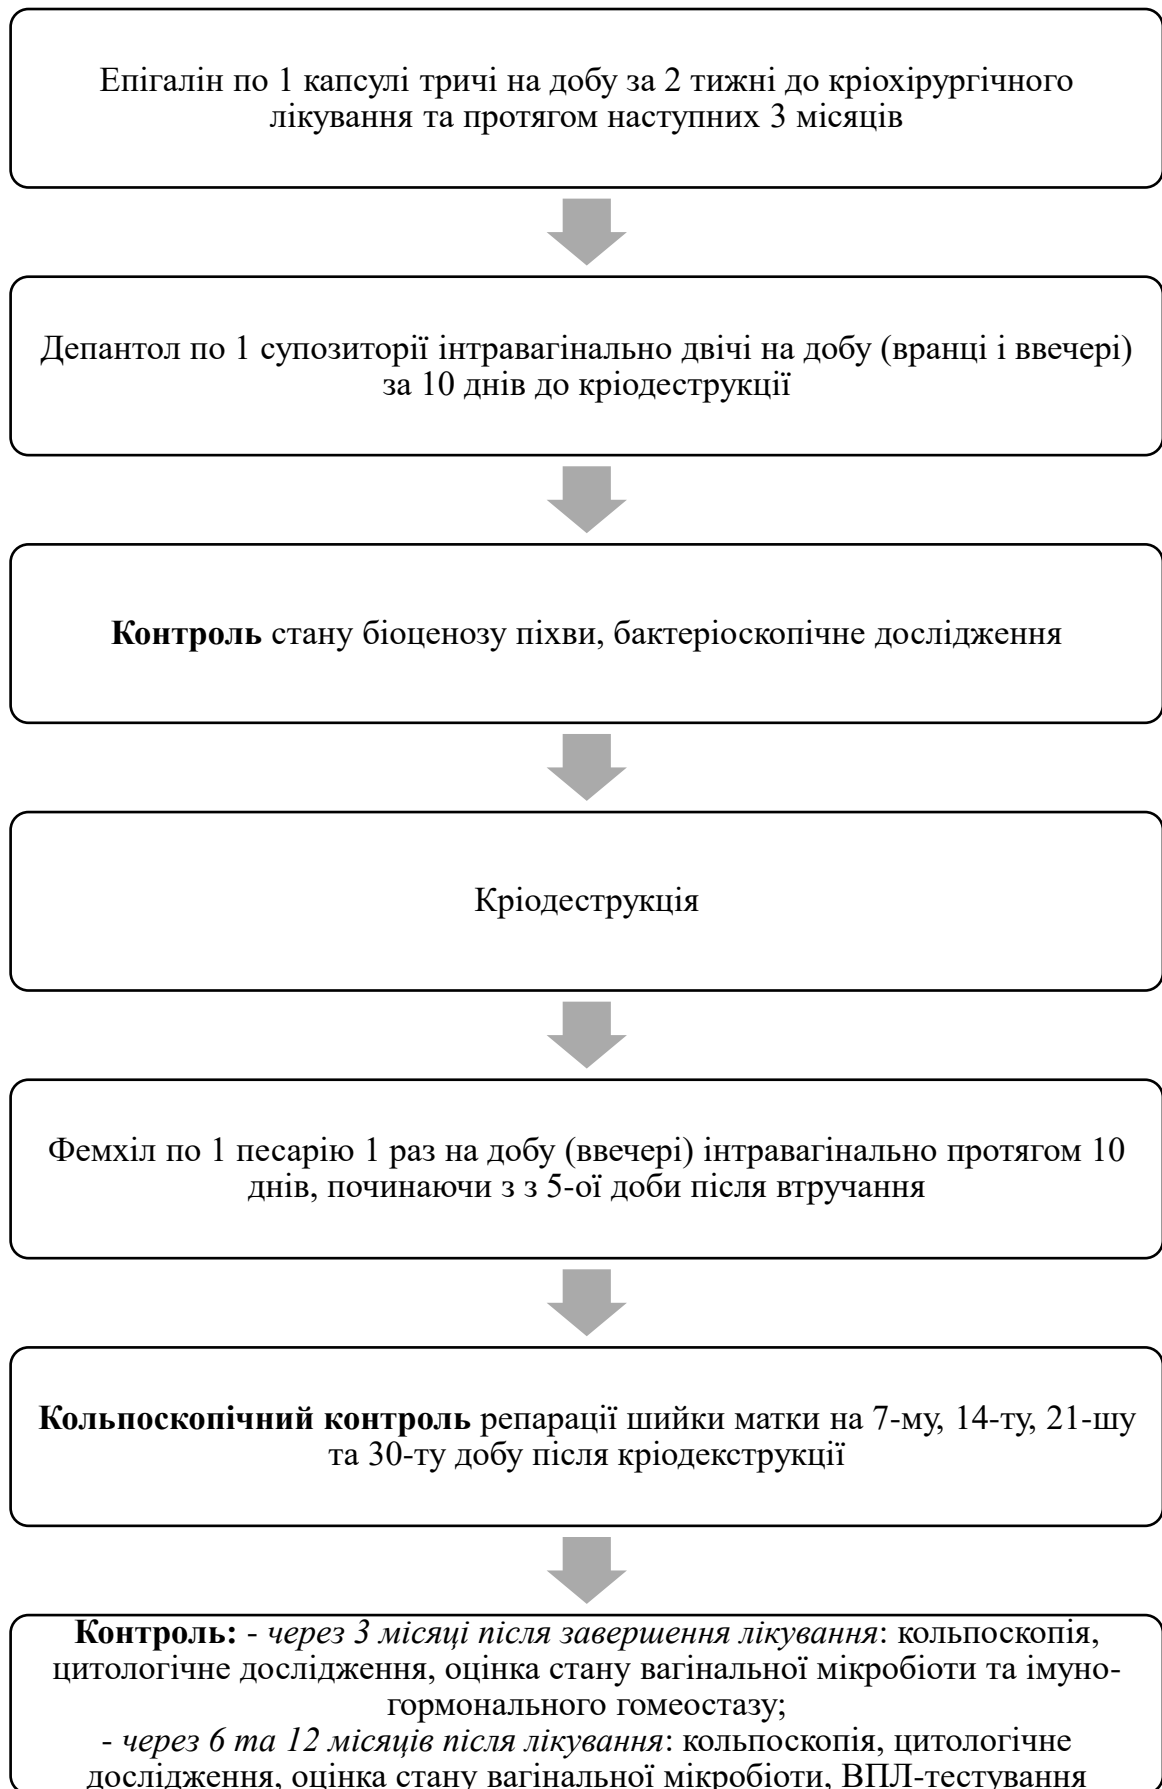 Епігалін по 1 капсулі тричі на добу за 2 тижні до кріохірургічного
лікування та протягом наступних 3 місяців
Депантол по 1 супозиторії інтравагінально двічі на добу (вранці і ввечері)
за 10 днів до кріодеструкції
Контроль стану біоценозу піхви, бактеріоскопічне дослідження
Кріодеструкція
Фемхіл по 1 песарію 1 раз на добу (ввечері) інтравагінально протягом 10
днів, починаючи з з 5-ої доби після втручання
Кольпоскопічний контроль репарації шийки матки на 7-му, 14-ту, 21-шу
та 30-ту добу після кріодекструкції
Контроль: - через 3 місяці після завершення лікування: кольпоскопія,
цитологічне дослідження, оцінка стану вагінальної мікробіоти та імуно-
гормонального гомеостазу;
- через 6 та 12 місяців після лікування: кольпоскопія, цитологічне
дослідження, оцінка стану вагінальної мікробіоти, ВПЛ-тестування